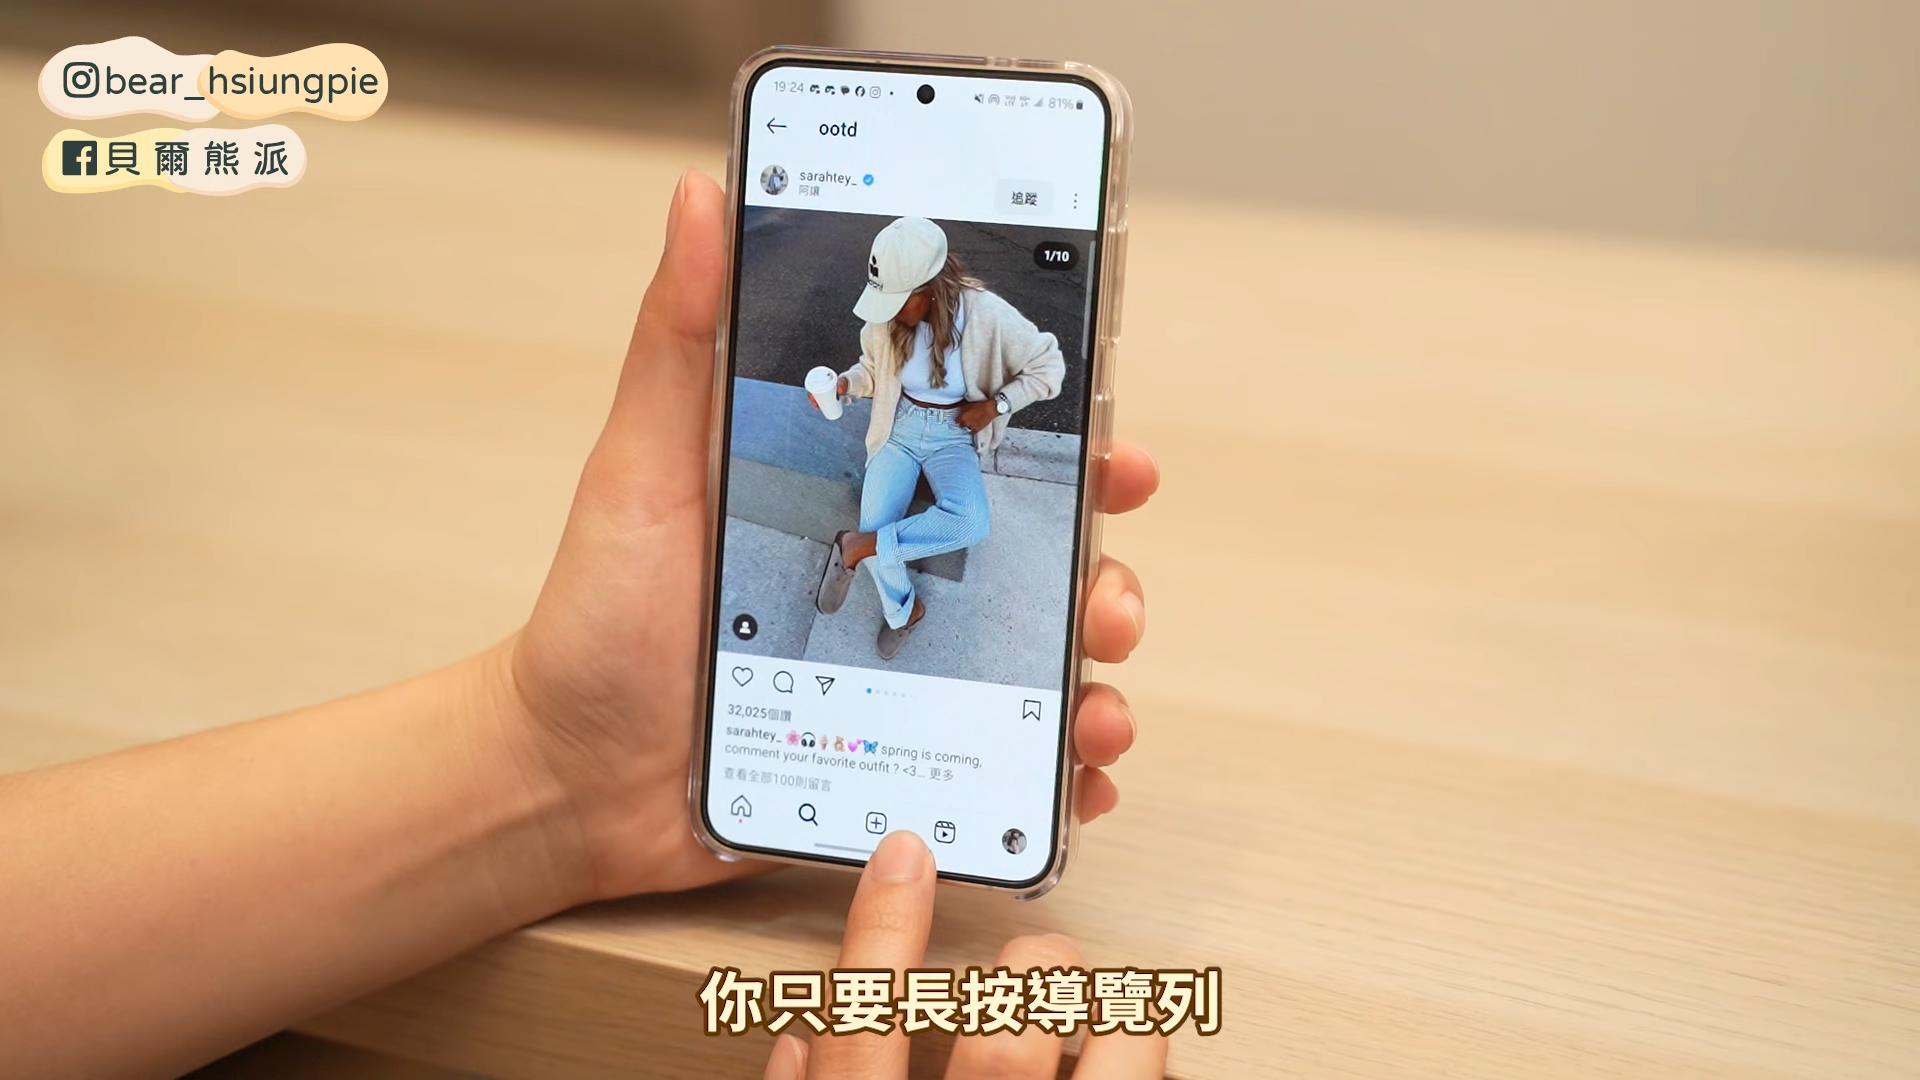 bear_hsiungpie
貝爾熊派
19:24
81%
ootd
sarahtey_
阿讓
追蹤
1/10
32,025個讚
sarahtey_ 🌸🎧🍦🧸💕🦋 spring is coming,
comment your favorite outfit ? <3... 更多
查看全部100則留言
你只要長按導覽列